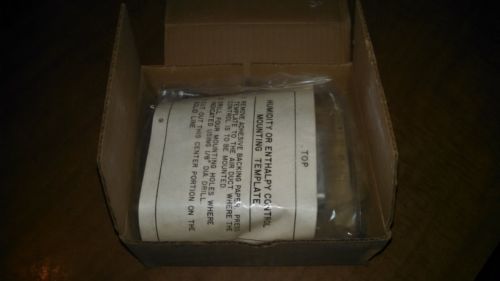 TOP
HUMIDITY OR ENTHALPY CONTROL
MOUNTING TEMPLATE
REMOVE ADHESIVE BACKING PAPER, PRESS
TEMPLATE TO THE AIR DUCT WHERE THE
CONTROL IS TO BE MOUNTED.
DRILL FOUR MOUNTING HOLES WHERE
INDICATED USING 1/8" DIA. DRILL.
CUT OUT THIS CENTER PORTION ON THE
SOLID LINE